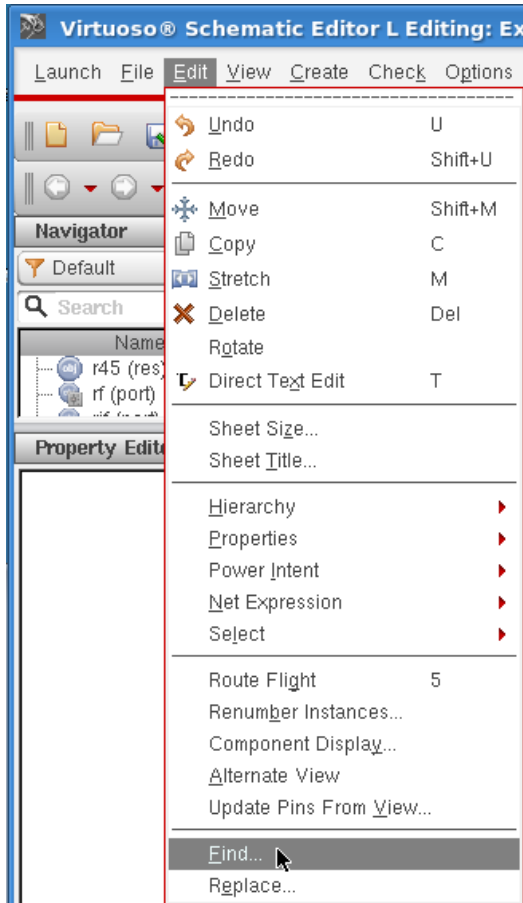 Virtuoso® Schematic Editor L Editing: Ex
Launch File Edit View Create Check Options
Undo U
Redo Shift+U
Move Shift+M
Copy C
Stretch M
Delete Del
Rotate
Direct Text Edit T
Sheet Size...
Sheet Title...
Hierarchy
Properties
Power Intent
Net Expression
Select
Route Flight 5
Renumber Instances...
Component Display...
Alternate View
Update Pins From View...
Find...
Replace...
Navigator
Default
Search
Name
r45 (res)
rf (port)
Property Edito